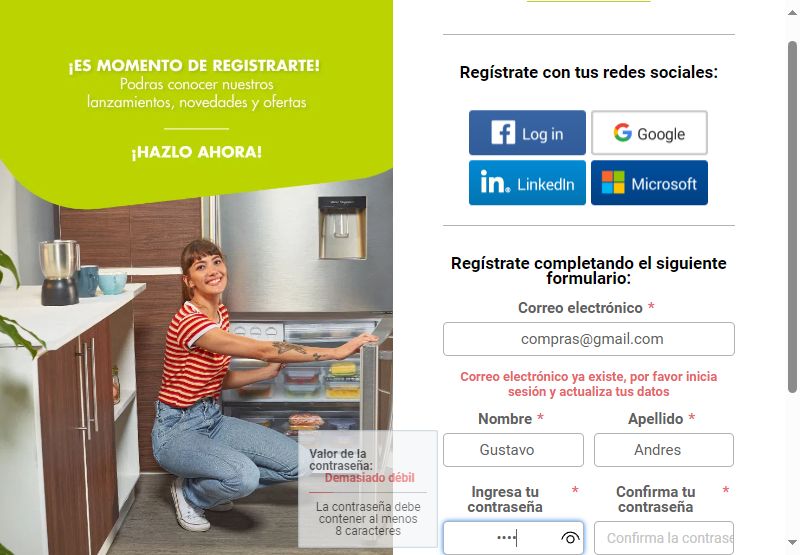 ¡ES MOMENTO DE REGISTRARTE!
Podras conocer nuestros
lanzamientos, novedades y ofertas
¡HAZLO AHORA!
Regístrate con tus redes sociales:
Log in
Google
LinkedIn
Microsoft
Regístrate completando el siguiente
formulario:
Correo electrónico *
compras@gmail.com
Correo electrónico ya existe, por favor inicia
sesión y actualiza tus datos
Nombre *
Apellido *
Gustavo
Andres
Ingresa tu *
contraseña
Confirma tu *
contraseña
••••
Confirma la contrase
Valor de la
contraseña:
Demasiado débil
La contraseña debe
contener al menos
8 caracteres